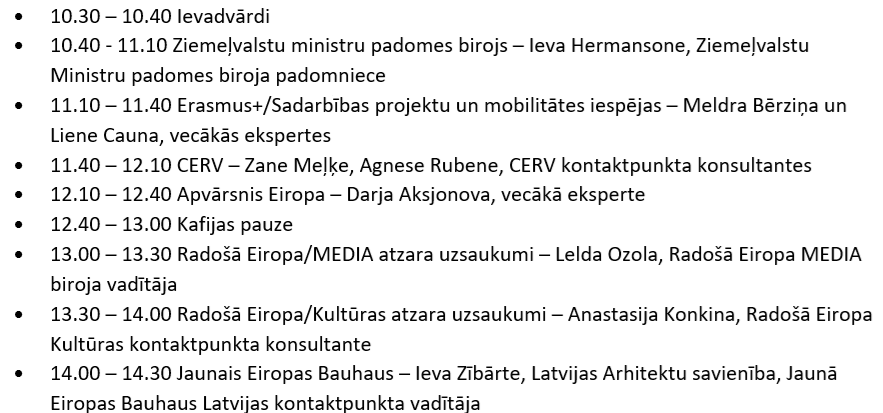 • 10.30 – 10.40 Ievadvārdi
• 10.40 - 11.10 Ziemeļvalstu ministru padomes birojs – Ieva Hermansone, Ziemeļvalstu
Ministru padomes biroja padomniece
• 11.10 – 11.40 Erasmus+/Sadarbības projektu un mobilitātes iespējas – Meldra Bērziņa un
Liene Cauna, vecākās ekspertes
• 11.40 – 12.10 CERV – Zane Meļķe, Agnese Rubene, CERV kontaktpunkta konsultantes
• 12.10 – 12.40 Apvārsnis Eiropa – Darja Aksjonova, vecākā eksperte
• 12.40 – 13.00 Kafijas pauze
• 13.00 – 13.30 Radošā Eiropa/MEDIA atzara uzsaukumi – Lelda Ozola, Radošā Eiropa MEDIA
biroja vadītāja
• 13.30 – 14.00 Radošā Eiropa/Kultūras atzara uzsaukumi – Anastasija Konkina, Radošā Eiropa
Kultūras kontaktpunkta konsultante
• 14.00 – 14.30 Jaunais Eiropas Bauhaus – Ieva Zībārte, Latvijas Arhitektu savienība, Jaunā
Eiropas Bauhaus Latvijas kontaktpunkta vadītāja